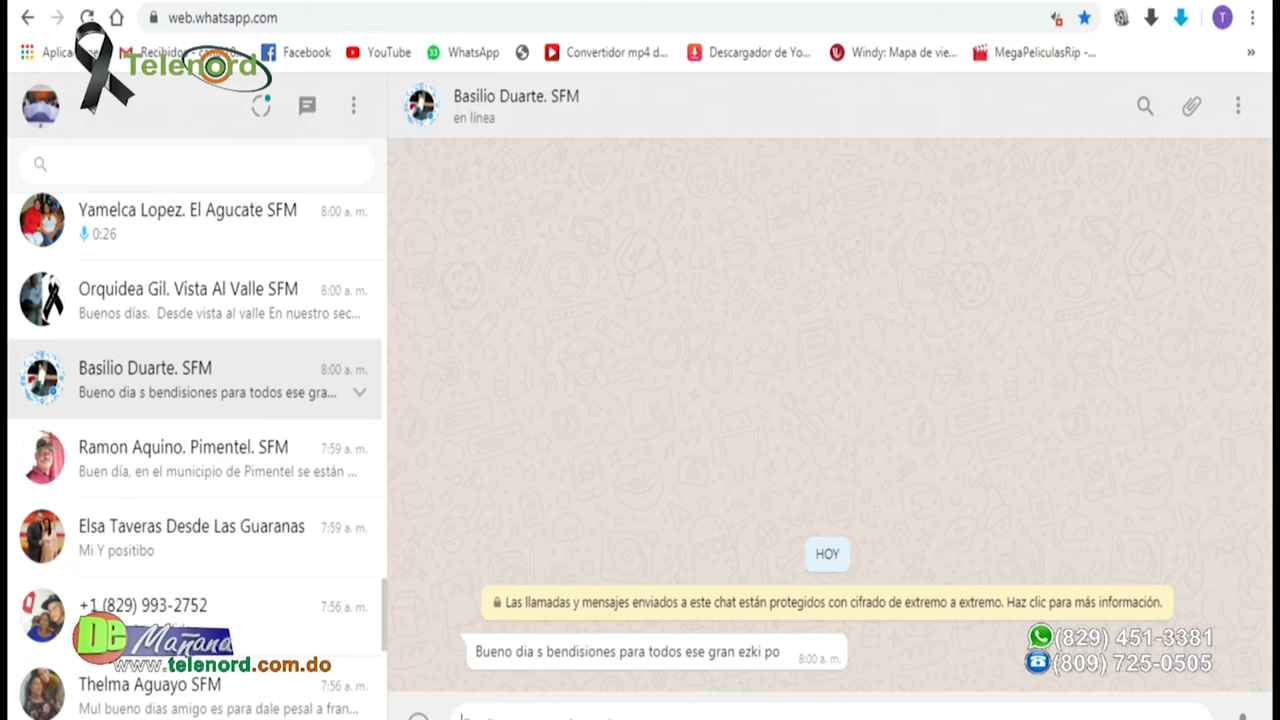 web.whatsapp.com
T
Recibidos
Facebook
YouTube
WhatsApp
Convertidor mp4 d...
Descargador de Yo...
Windy: Mapa de vie...
MegaPeliculasRip -...
»
Telenord
Basilio Duarte. SFM
en línea
Yamelca Lopez. El Agucate SFM 8:00 a. m.
0:26
Orquidea Gil. Vista Al Valle SFM 8:00 a. m.
Buenos días. Desde vista al valle En nuestro sec...
Basilio Duarte. SFM 8:00 a. m.
Bueno dia s bendisiones para todos ese gra...
Ramon Aquino. Pimentel. SFM 7:59 a. m.
Buen día, en el municipio de Pimentel se están ...
Elsa Taveras Desde Las Guaranas 7:59 a. m.
Mi Y positibo
+1 (829) 993-2752 7:56 a. m.
De Mañana
www.telenord.com.do
Thelma Aguayo SFM 7:56 a. m.
Mul bueno dias amigo es para dale pesal a fran...
HOY
Las llamadas y mensajes enviados a este chat están protegidos con cifrado de extremo a extremo. Haz clic para más información.
Bueno dia s bendisiones para todos ese gran ezki po 8:00 a. m.
(829) 451-3381
(809) 725-0505